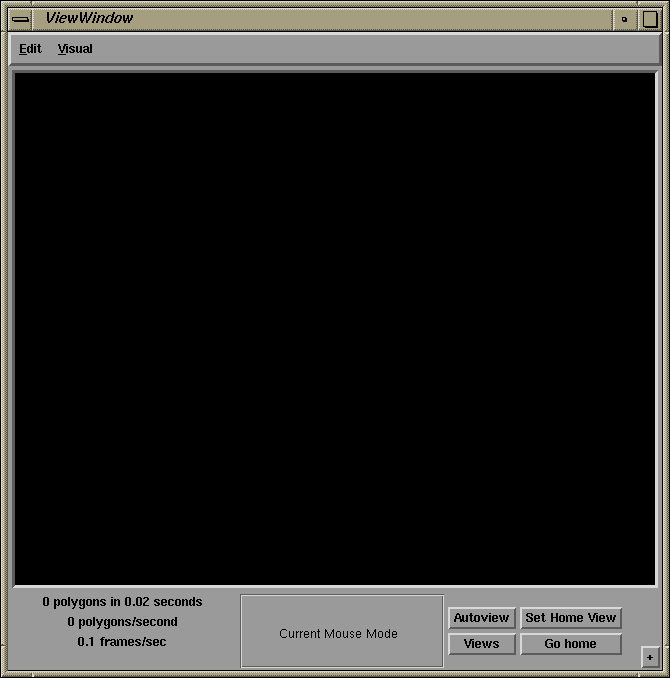 ViewWindow
Edit Visual
0 polygons in 0.02 seconds
0 polygons/second
0.1 frames/sec
Current Mouse Mode
Autoview Set Home View
Views Go home
+